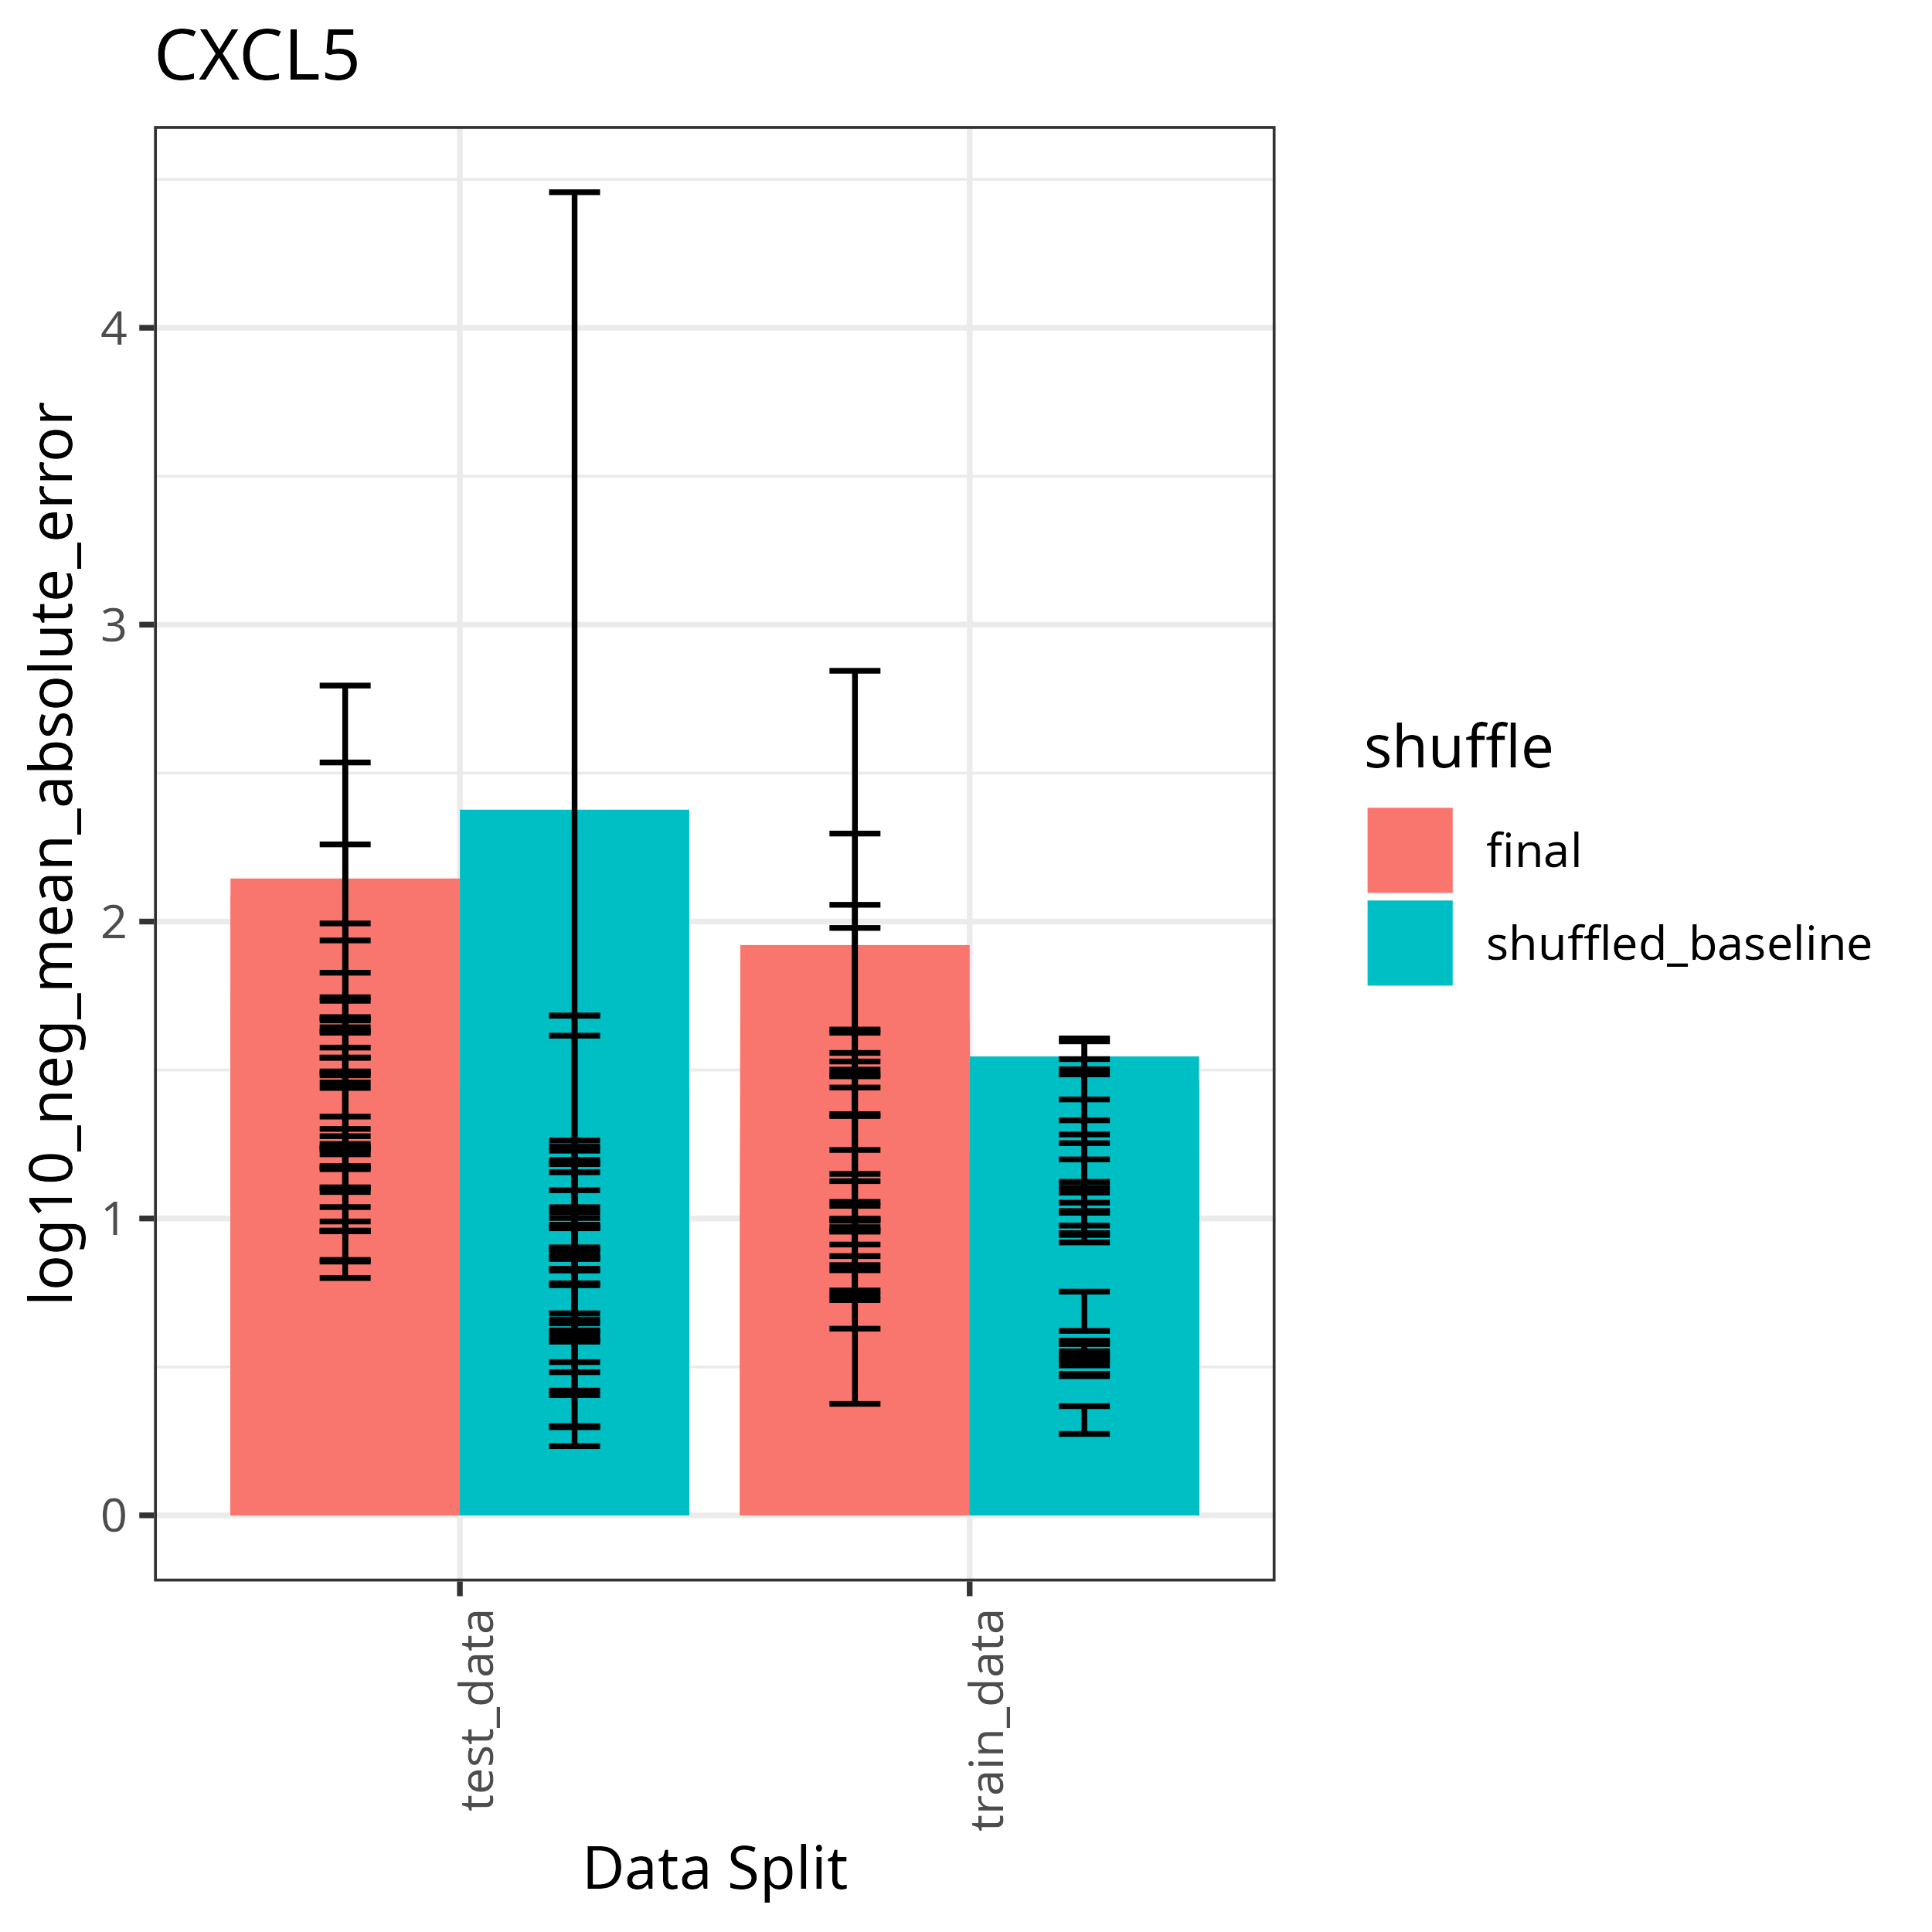 CXCL5
log10_neg_mean_absolute_error
4
3
2
1
0
test_data
train_data
Data Split
shuffle
final
shuffled_baseline